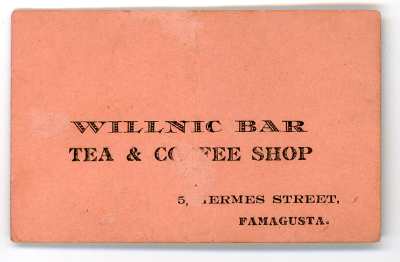 WILLNIC BAR
TEA & COFFEE SHOP
5, HERMES STREET,
FAMAGUSTA.